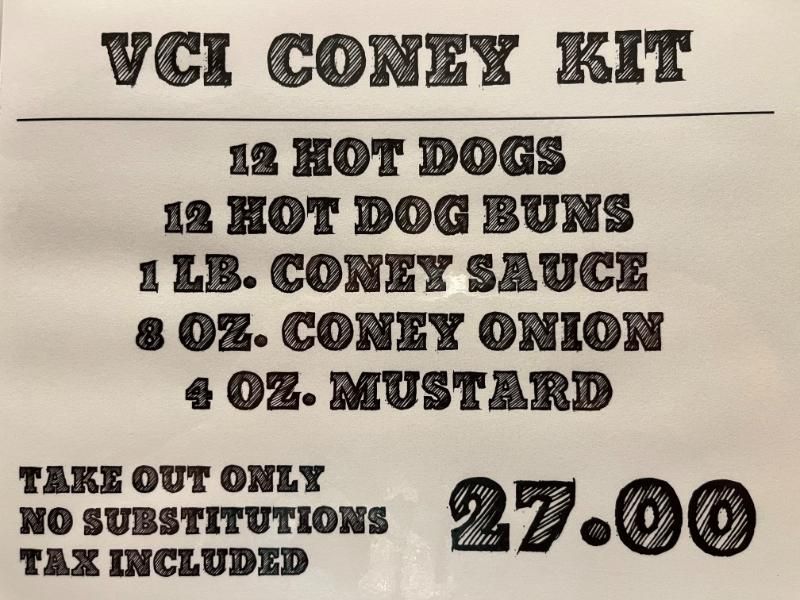 VCI CONEY KIT
12 HOT DOGS
12 HOT DOG BUNS
1 LB. CONEY SAUCE
8 OZ. CONEY ONION
4 OZ. MUSTARD
TAKE OUT ONLY
NO SUBSTITUTIONS
TAX INCLUDED
27.00